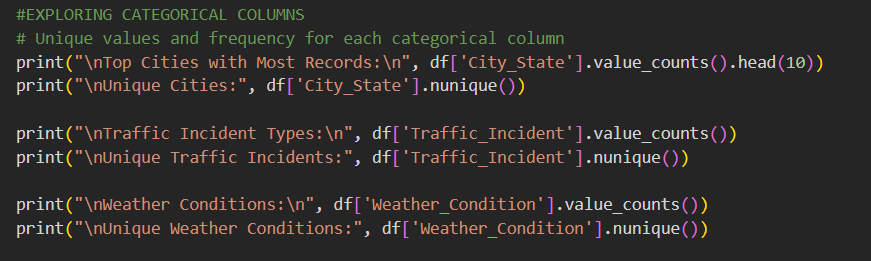 #EXPLORING CATEGORICAL COLUMNS
# Unique values and frequency for each categorical column
print("\nTop Cities with Most Records:\n", df['City_State'].value_counts().head(10))
print("\nUnique Cities:", df['City_State'].nunique())
print("\nTraffic Incident Types:\n", df['Traffic_Incident'].value_counts())
print("\nUnique Traffic Incidents:", df['Traffic_Incident'].nunique())
print("\nWeather Conditions:\n", df['Weather_Condition'].value_counts())
print("\nUnique Weather Conditions:", df['Weather_Condition'].nunique())